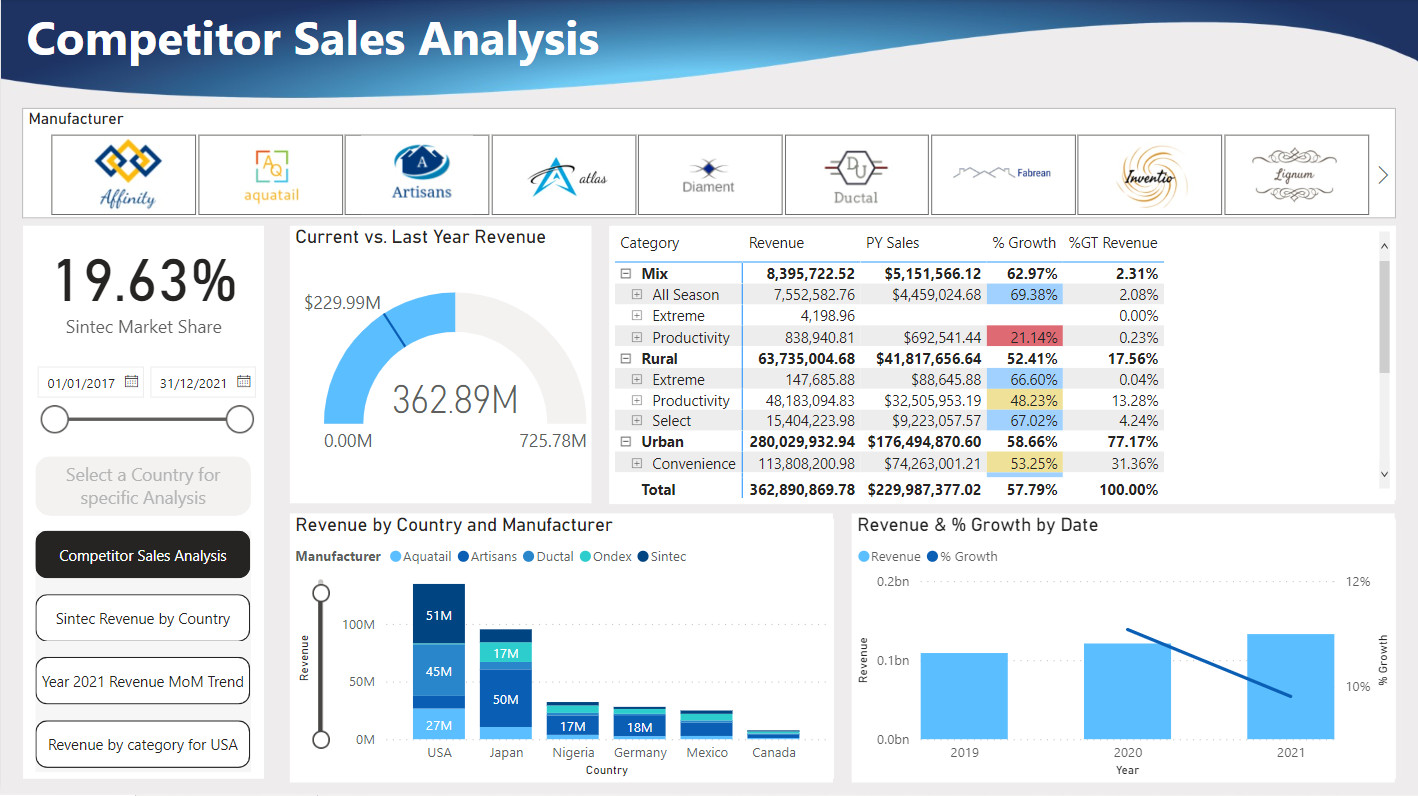 Competitor Sales Analysis
Manufacturer
Affinity
AQ
aquatail
A
Artisans
atlas
Diament
DU
Ductal
Fabrean
Inventio
Lignum
19.63%
Sintec Market Share
01/01/2017 31/12/2021
Select a Country for
specific Analysis
Competitor Sales Analysis
Sintec Revenue by Country
Year 2021 Revenue MoM Trend
Revenue by category for USA
Current vs. Last Year Revenue
$229.99M
362.89M
0.00M 725.78M
Category Revenue PY Sales % Growth %GT Revenue
Mix 8,395,722.52 $5,151,566.12 62.97% 2.31%
All Season 7,552,582.76 $4,459,024.68 69.38% 2.08%
Extreme 4,198.96 0.00%
Productivity 838,940.81 $692,541.44 21.14% 0.23%
Rural 63,735,004.68 $41,817,656.64 52.41% 17.56%
Extreme 147,685.88 $88,645.88 66.60% 0.04%
Productivity 48,183,094.83 $32,505,953.19 48.23% 13.28%
Select 15,404,223.98 $9,223,057.57 67.02% 4.24%
Urban 280,029,932.94 $176,494,870.60 58.66% 77.17%
Convenience 113,808,200.98 $74,263,001.21 53.25% 31.36%
Total 362,890,869.78 $229,987,377.02 57.79% 100.00%
Revenue by Country and Manufacturer
Manufacturer Aquatail Artisans Ductal Ondex Sintec
Revenue
100M
50M
0M
51M
45M
27M
17M
50M
17M
18M
USA Japan Nigeria Germany Mexico Canada
Country
Revenue & % Growth by Date
Revenue % Growth
Revenue
0.2bn
0.1bn
0.0bn
12%
10%
% Growth
2019 2020 2021
Year